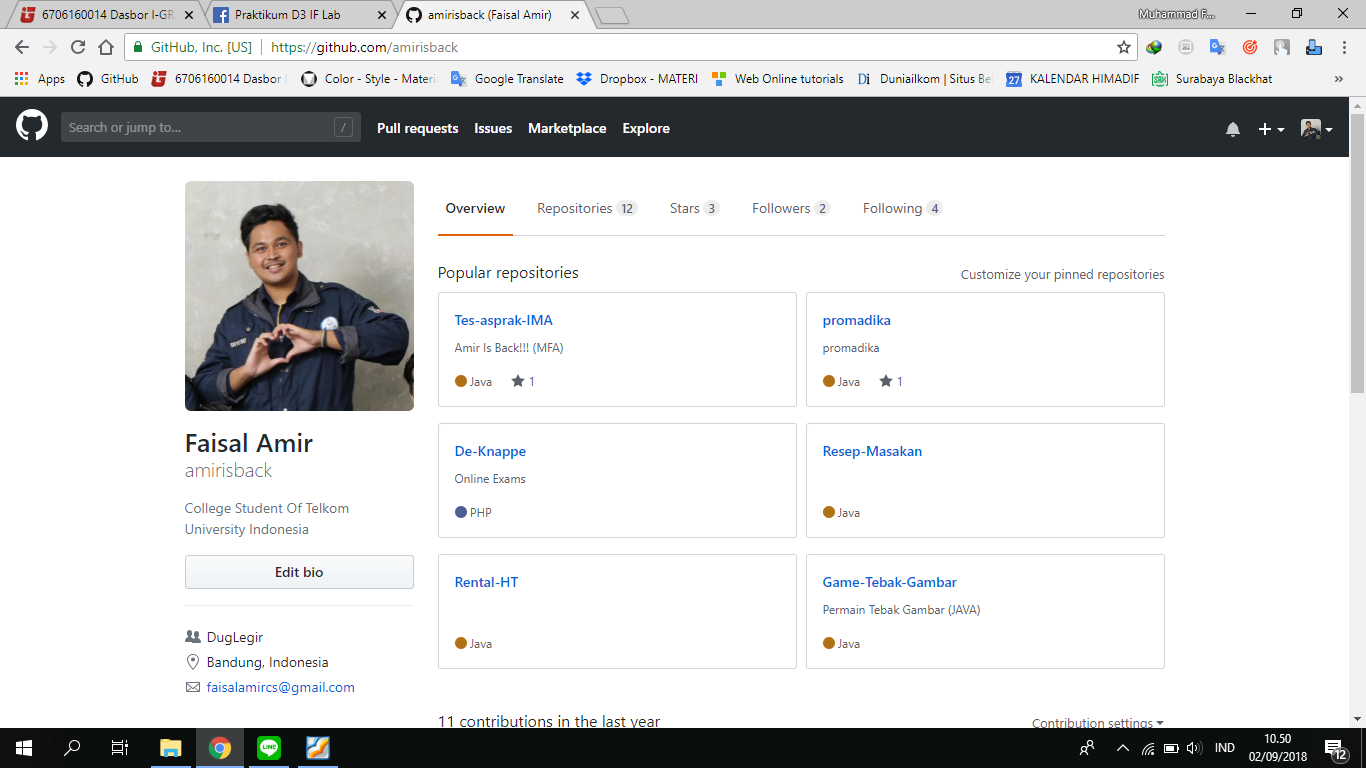 6706160014 Dasbor I-GR
Praktikum D3 IF Lab
amirisback (Faisal Amir)
Muhammad F...
GitHub, Inc. [US]
https://github.com/amirisback
Apps
GitHub
6706160014 Dasbor
Color - Style - Materi
Google Translate
Dropbox - MATERI
Web Online tutorials
Duniailkom | Situs Be
27
KALENDAR HIMADIF
Surabaya Blackhat
»
Search or jump to...
/
Pull requests
Issues
Marketplace
Explore
Overview
Repositories 12
Stars 3
Followers 2
Following 4
Popular repositories
Customize your pinned repositories
Tes-asprak-IMA
Amir Is Back!!! (MFA)
Java
1
promadika
promadika
Java
1
De-Knappe
Online Exams
PHP
Resep-Masakan
Java
Rental-HT
Java
Game-Tebak-Gambar
Permain Tebak Gambar (JAVA)
Java
11 contributions in the last year
Contribution settings
Faisal Amir
amirisback
College Student Of Telkom
University Indonesia
Edit bio
DugLegir
Bandung, Indonesia
faisalamircs@gmail.com
LINE
IND
10.50
02/09/2018
12